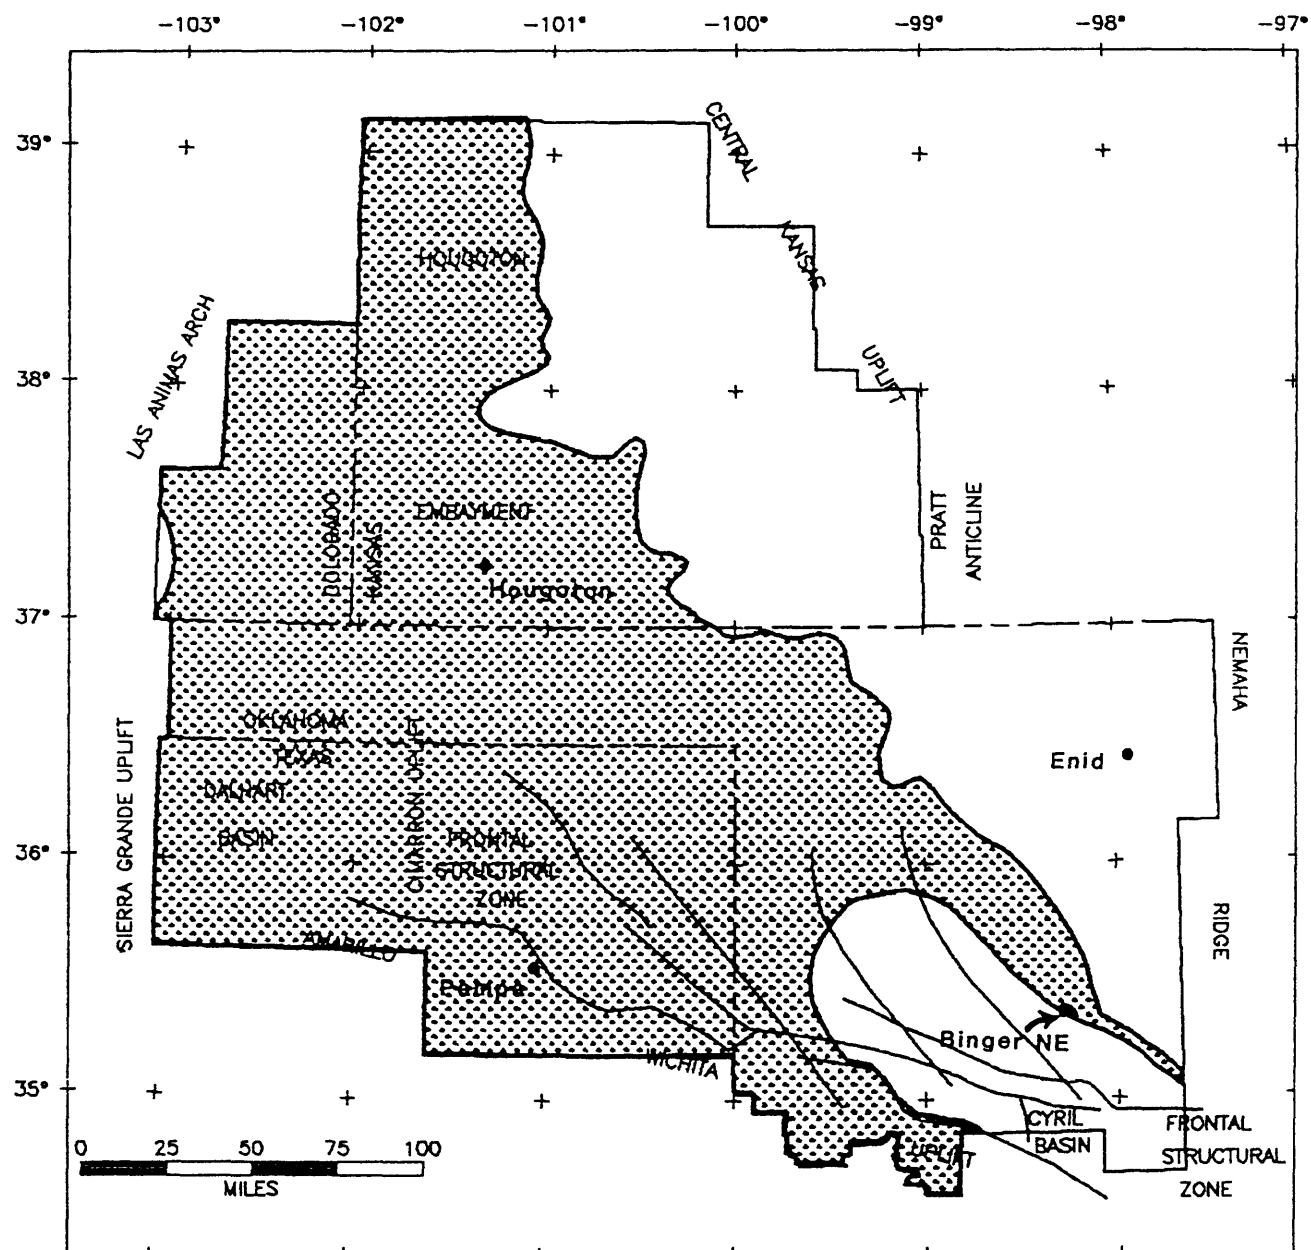 -103° -102° -101° -100° -99° -98° -97°
39°
38°
37°
36°
35°
CENTRAL
KANSAS
UPLIFT
HOUGOTON
LAS ANIMAS ARCH
EMBAYMENT
DOLORADO
KANSAS
PRATT
ANTICLINE
Hougoton
NEMAHA
RIDGE
OKLAHOMA
TEXAS
DALHART
BASIN
SIERRA GRANDE UPLIFT
CIMARRON UPLIFT
Enid
FRONTAL
STRUCTURAL
ZONE
AMARILLO
Pampa
WICHITA
UPLIFT
Binger NE
CYRIL
BASIN
FRONTAL
STRUCTURAL
ZONE
0 25 50 75 100
MILES